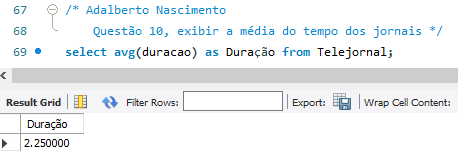 67 /* Adalberto Nascimento
68 Questão 10, exibir a média do tempo dos jornais */
69 select avg(duracao) as Duração from Telejornal;
Result Grid Filter Rows: Export: Wrap Cell Content:
Duração
2.250000